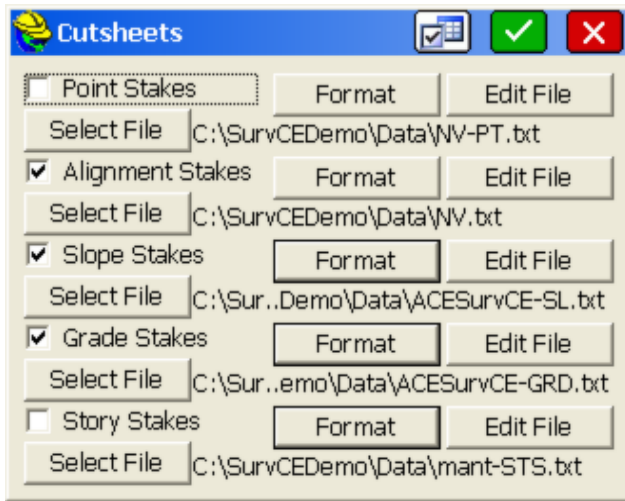 Cutsheets
Point Stakes Format Edit File
Select File C:\SurvCEDemo\Data\NV-PT.txt
Alignment Stakes Format Edit File
Select File C:\SurvCEDemo\Data\NV.txt
Slope Stakes Format Edit File
Select File C:\Sur..Demo\Data\ACESurvCE-SL.txt
Grade Stakes Format Edit File
Select File C:\Sur..emo\Data\ACESurvCE-GRD.txt
Story Stakes Format Edit File
Select File C:\SurvCEDemo\Data\mant-STS.txt